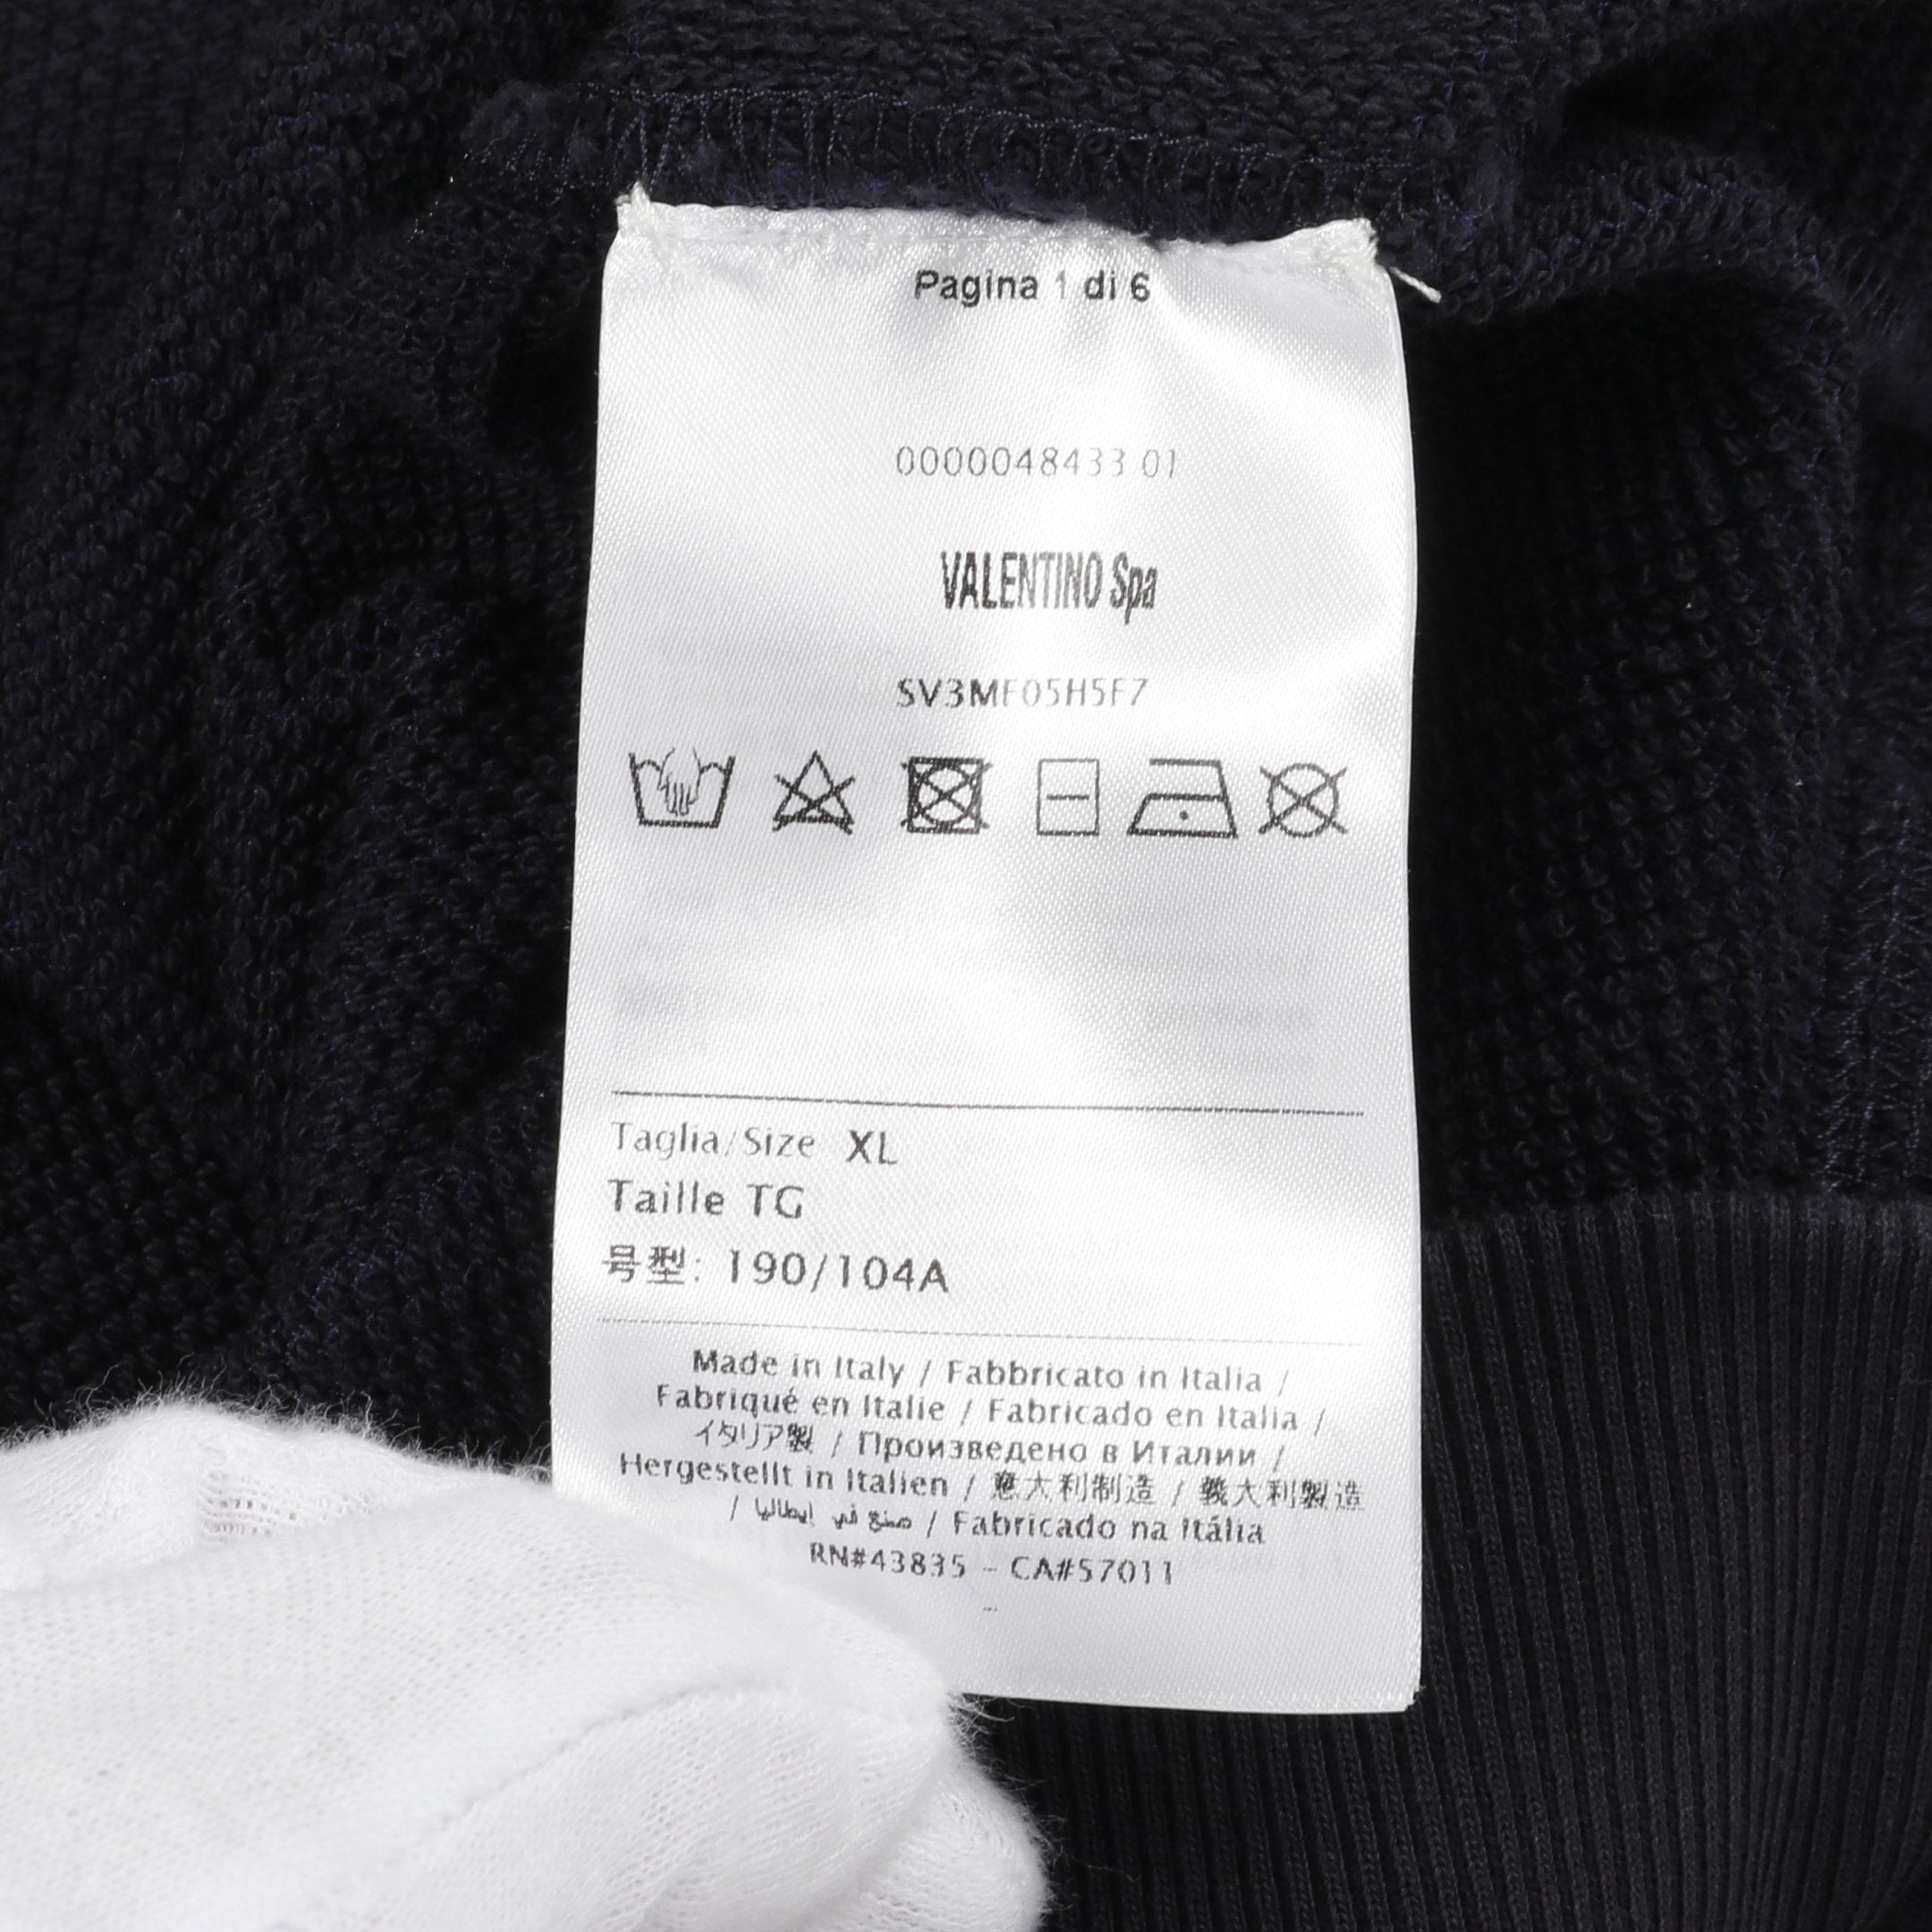 Pagina 1 di 6
0000048433 01
VALENTINO Spa
SV3MF05H5F7
Taglia/Size XL
Taille TG
号型: 190/104A
Made in Italy / Fabbricato in Italia /
Fabriqué en Italie / Fabricado en Italia /
イタリア製 / Произведено в Италии /
Hergestellt in Italien / 意大利制造 / 義大利製造
/ صنع في إيطاليا / Fabricado na Itália
RN#43835 - CA#57011